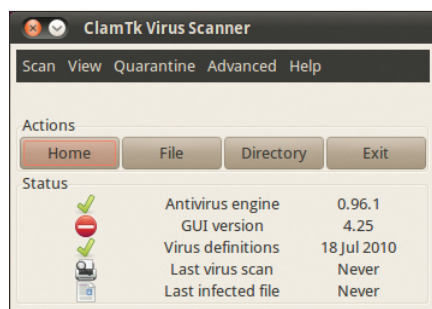 ClamTk Virus Scanner
Scan View Quarantine Advanced Help
Actions
Home File Directory Exit
Status
Antivirus engine 0.96.1
GUI version 4.25
Virus definitions 18 Jul 2010
Last virus scan Never
Last infected file Never